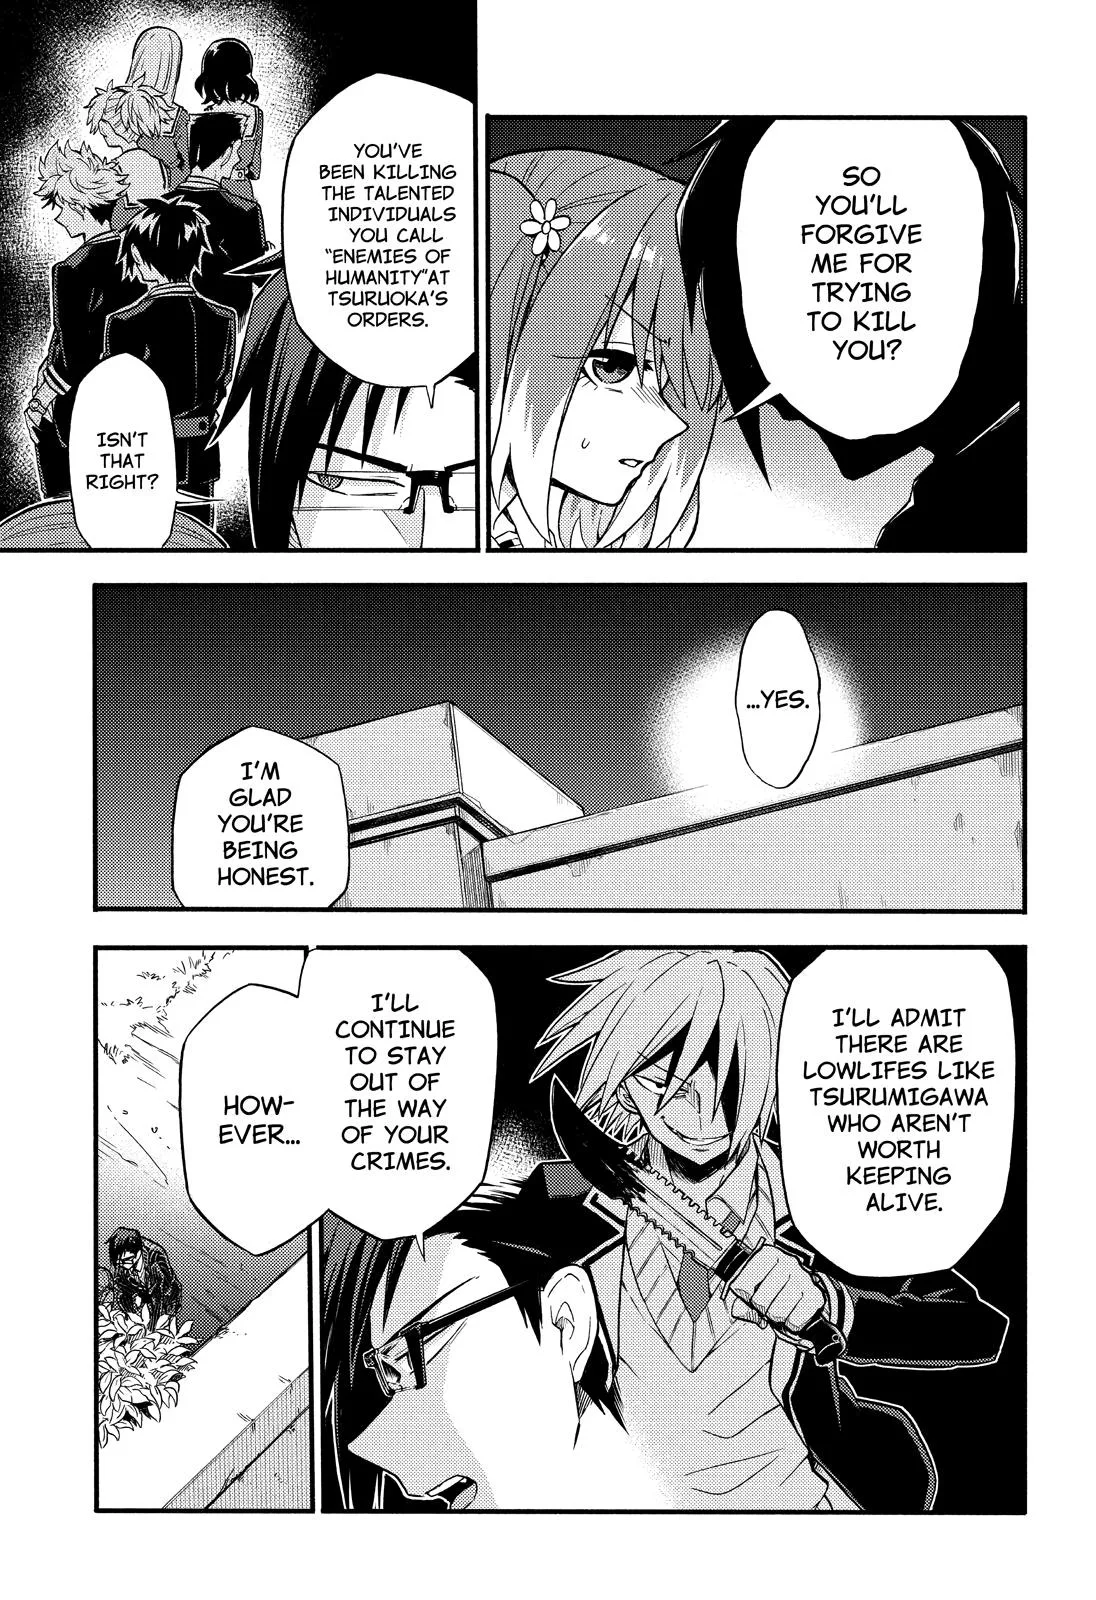 SO
YOU'LL
FORGIVE
ME FOR
TRYING
TO KILL
YOU?
YOU'VE
BEEN KILLING
THE TALENTED
INDIVIDUALS
YOU CALL
"ENEMIES OF
HUMANITY" AT
TSURUOKA'S
ORDERS.
ISN'T
THAT
RIGHT?
...YES.
I'M
GLAD
YOU'RE
BEING
HONEST.
I'LL ADMIT
THERE ARE
LOWLIFES LIKE
TSURUMIGAWA
WHO AREN'T
WORTH
KEEPING
ALIVE.
I'LL
CONTINUE
TO STAY
OUT OF
THE WAY
OF YOUR
CRIMES.
HOW-
EVER...